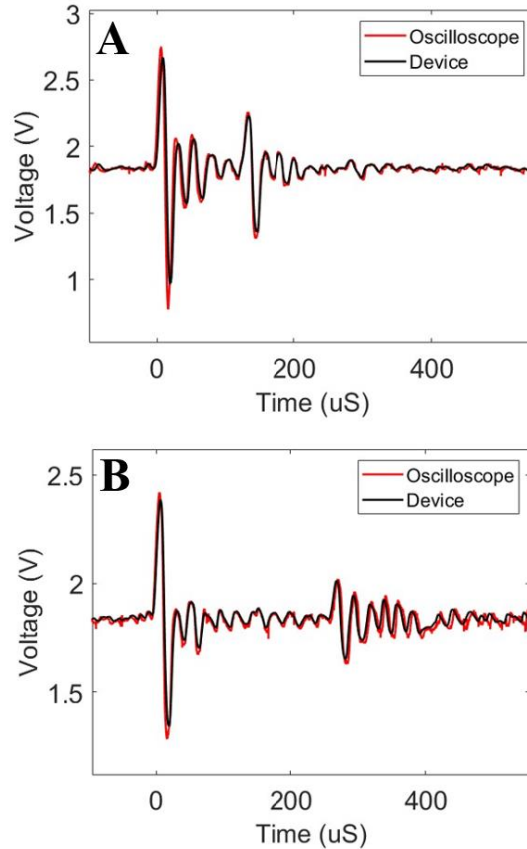 A
3
2.5
2
1.5
1
Voltage (V)
Oscilloscope
Device
0 200 400
Time (uS)
B
2.5
2
1.5
Voltage (V)
Oscilloscope
Device
0 200 400
Time (uS)